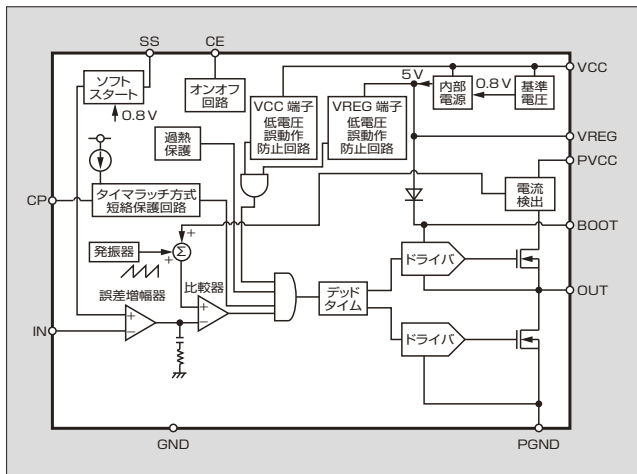 SS
CE
VCC
ソフト
スタート
0.8V
オンオフ
回路
5V
内部
電源
0.8V
基準
電圧
VCC 端子
低電圧
誤動作
防止回路
VREG 端子
低電圧
誤動作
防止回路
VREG
過熱
保護
PVCC
電流
検出
CP
タイマラッチ方式
短絡保護回路
BOOT
発振器
+
+
Σ
ドライバ
OUT
誤差増幅器
比較器
デッド
タイム
+
−
+
−
IN
ドライバ
GND
PGND